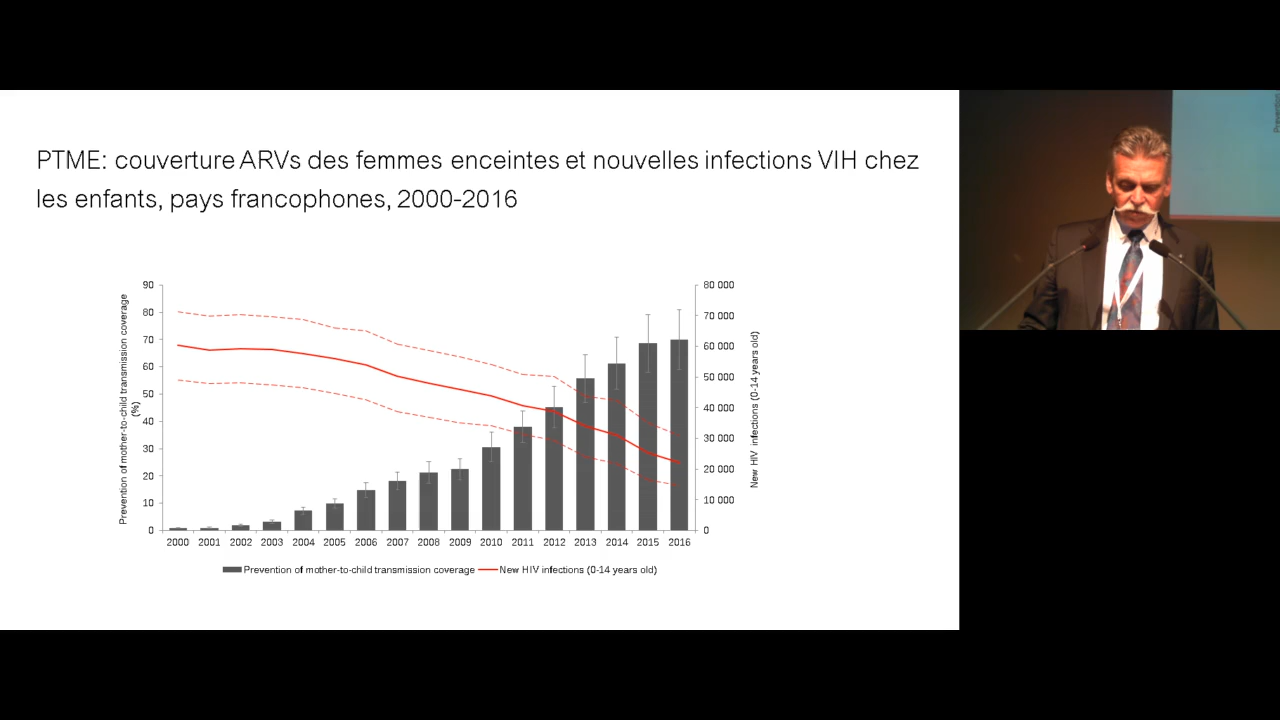 PTME: couverture ARVs des femmes enceintes et nouvelles infections VIH chez
les enfants, pays francophones, 2000-2016
Prevention of mother-to-child transmission coverage
(%)
90
80
70
60
50
40
30
20
10
0
80 000
70 000
60 000
50 000
40 000
30 000
20 000
10 000
0
New HIV infections (0-14 years old)
2000 2001 2002 2003 2004 2005 2006 2007 2008 2009 2010 2011 2012 2013 2014 2015 2016
Prevention of mother-to-child transmission coverage New HIV infections (0-14 years old)
Prevention